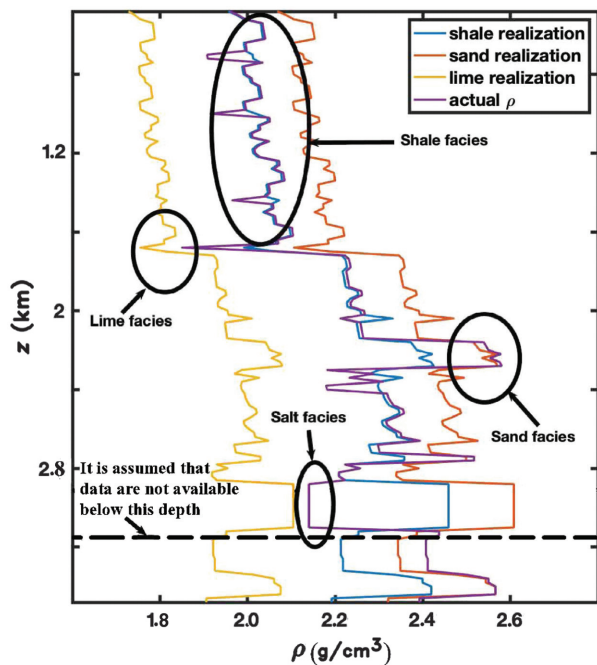 shale realization
sand realization
lime realization
actual ρ
Shale facies
1.2
Lime facies
2
z (km)
Sand facies
Salt facies
It is assumed that
data are not available
below this depth
2.8
1.8
2.0
2.2
2.4
2.6
ρ (g/cm³)